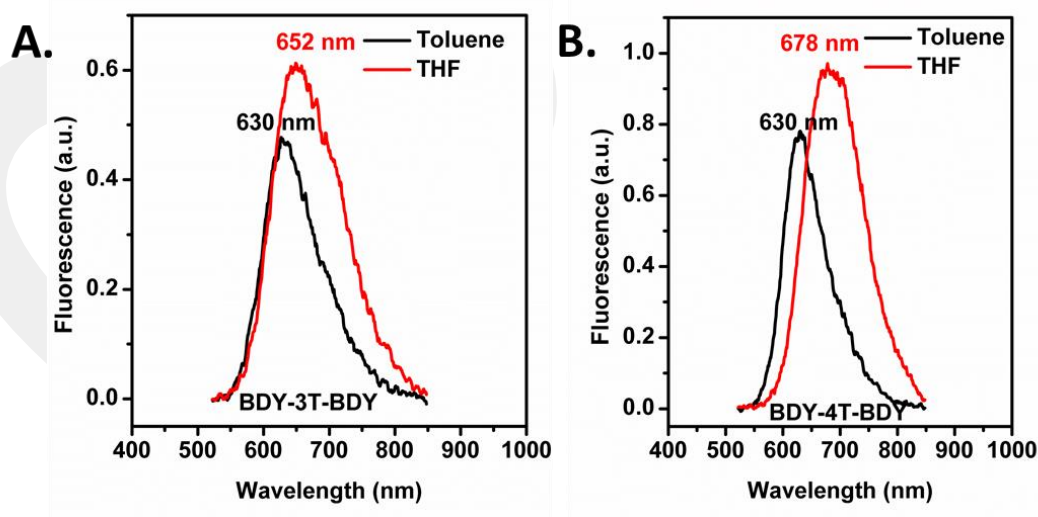 A.
652 nm
Toluene
THF
630 nm
0.6
0.4
0.2
0.0
Fluorescence (a.u.)
BDY-3T-BDY
400 500 600 700 800 900 1000
Wavelength (nm)
B.
678 nm
Toluene
THF
630 nm
1.0
0.8
0.6
0.4
0.2
0.0
Fluorescence (a.u.)
BDY-4T-BDY
400 500 600 700 800 900 1000
Wavelength (nm)